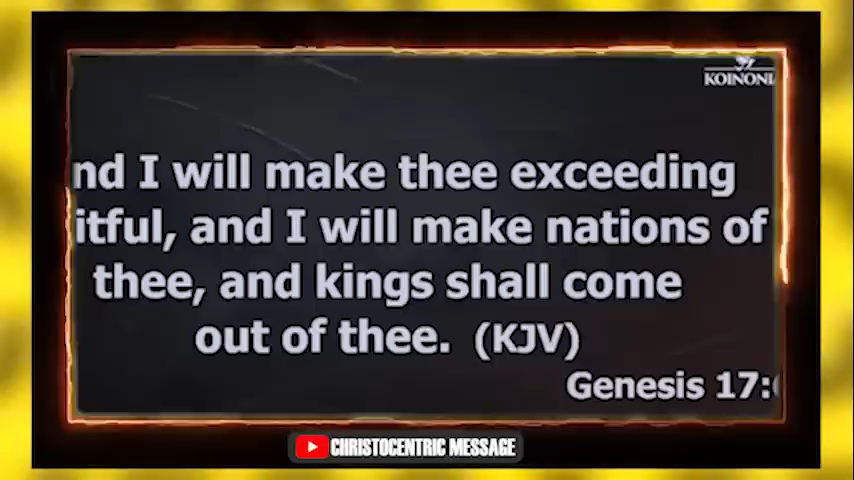 KOINONI
nd I will make thee exceeding
itful, and I will make nations of
thee, and kings shall come
out of thee. (KJV)
Genesis 17:
CHRISTOCENTRIC MESSAGE